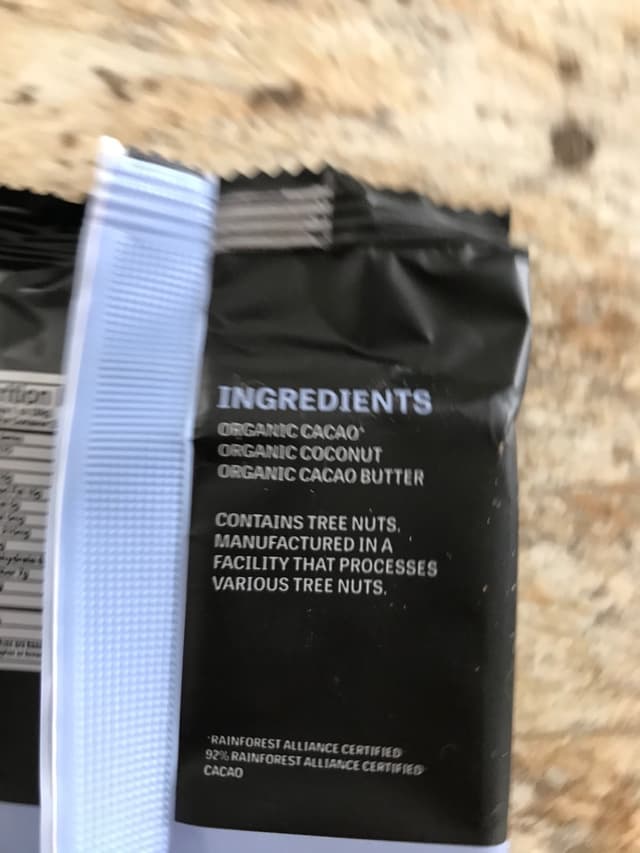 INGREDIENTS
ORGANIC CACAO^
ORGANIC COCONUT
ORGANIC CACAO BUTTER
CONTAINS TREE NUTS.
MANUFACTURED IN A
FACILITY THAT PROCESSES
VARIOUS TREE NUTS.
^RAINFOREST ALLIANCE CERTIFIED
92% RAINFOREST ALLIANCE CERTIFIED
CACAO